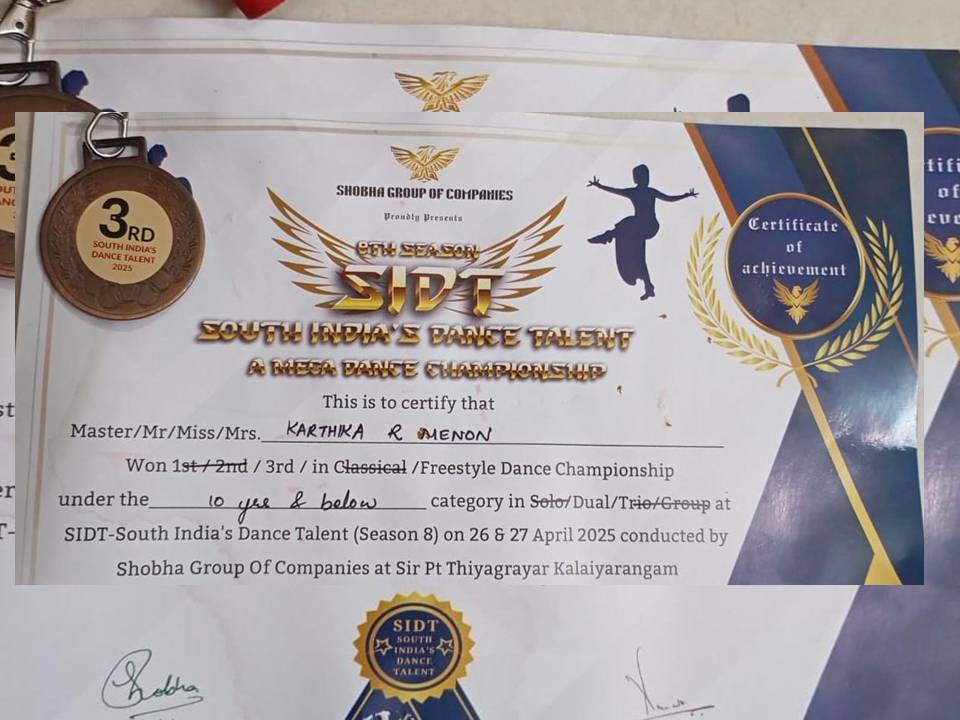 3RD
SOUTH INDIA'S
DANCE TALENT
2025
SHOBHA GROUP OF COMPANIES
Proudly Presents
8TH SEASON
SIDT
SOUTH INDIA'S DANCE TALENT
A MEGA DANCE CHAMPIONSHIP
Certificate
of
achievement
This is to certify that
Master/Mr/Miss/Mrs. KARTHIKA R MENON
Won 1st / 2nd / 3rd / in Classical /Freestyle Dance Championship
under the 10 yrs & below category in Solo/Dual/Trio/Group at
SIDT-South India's Dance Talent (Season 8) on 26 & 27 April 2025 conducted by
Shobha Group Of Companies at Sir Pt Thiyagrayar Kalaiyarangam
SIDT
SOUTH
INDIA'S
DANCE
TALENT
Shobha